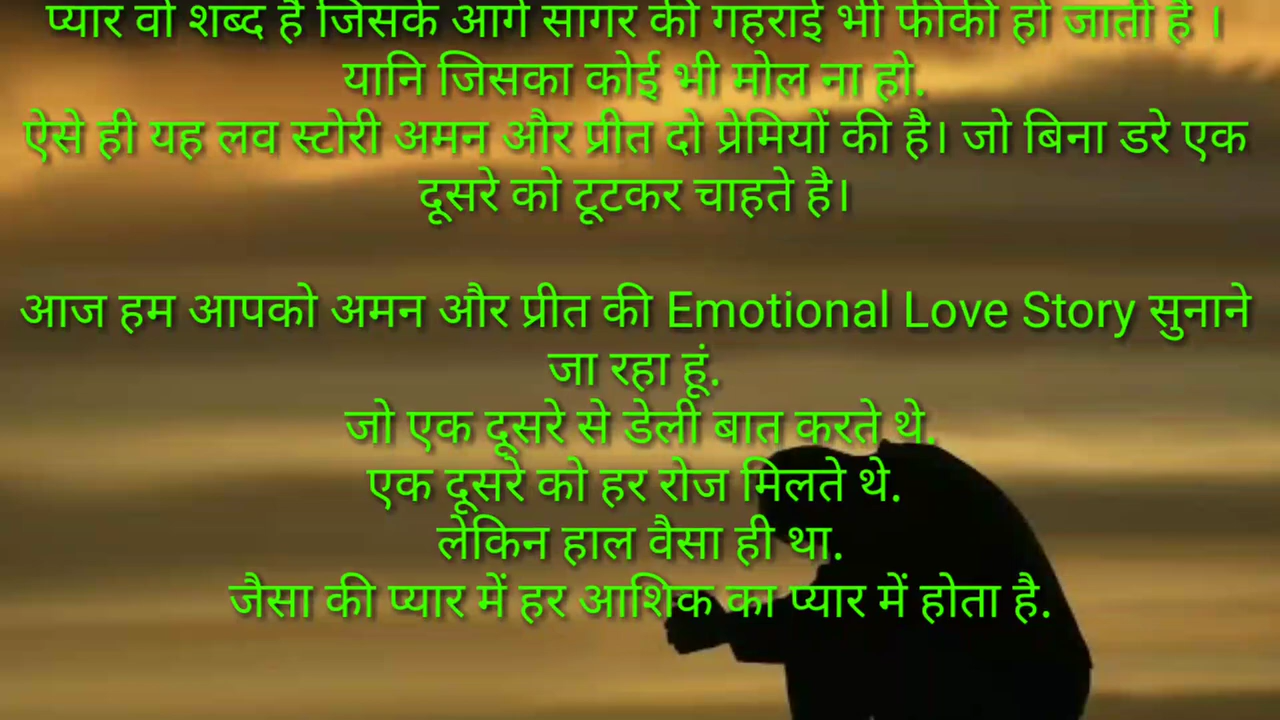 प्यार वो शब्द है जिसके आगे सागर की गहराई भी फीकी हो जाती है ।
यानि जिसका कोई भी मोल ना हो.
ऐसे ही यह लव स्टोरी अमन और प्रीत दो प्रेमियों की है। जो बिना डरे एक
दूसरे को टूटकर चाहते है।
आज हम आपको अमन और प्रीत की Emotional Love Story सुनाने
जा रहा हूं.
जो एक दूसरे से डेली बात करते थे.
एक दूसरे को हर रोज मिलते थे.
लेकिन हाल वैसा ही था.
जैसा की प्यार में हर आशिक का प्यार में होता है.